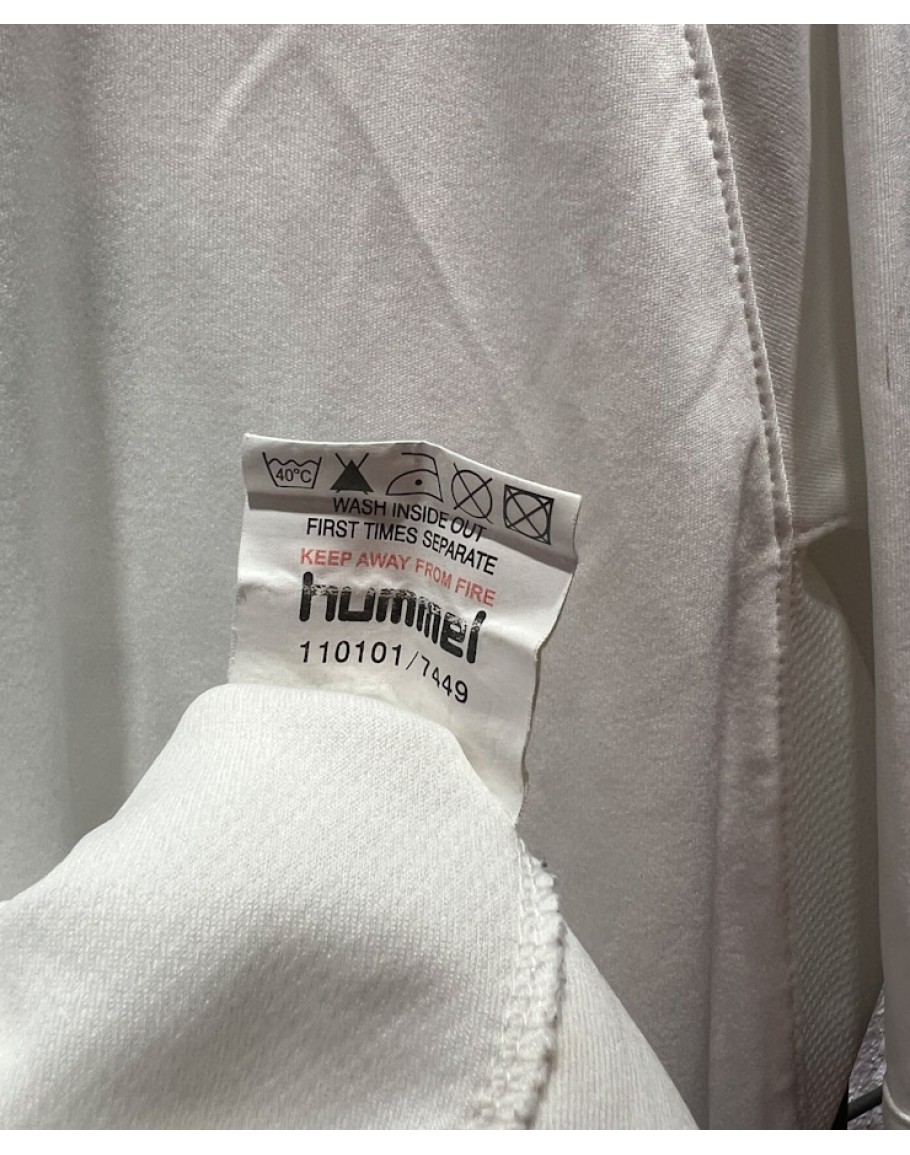 40°C
WASH INSIDE OUT
FIRST TIMES SEPARATE
KEEP AWAY FROM FIRE
hummel
110101/7449